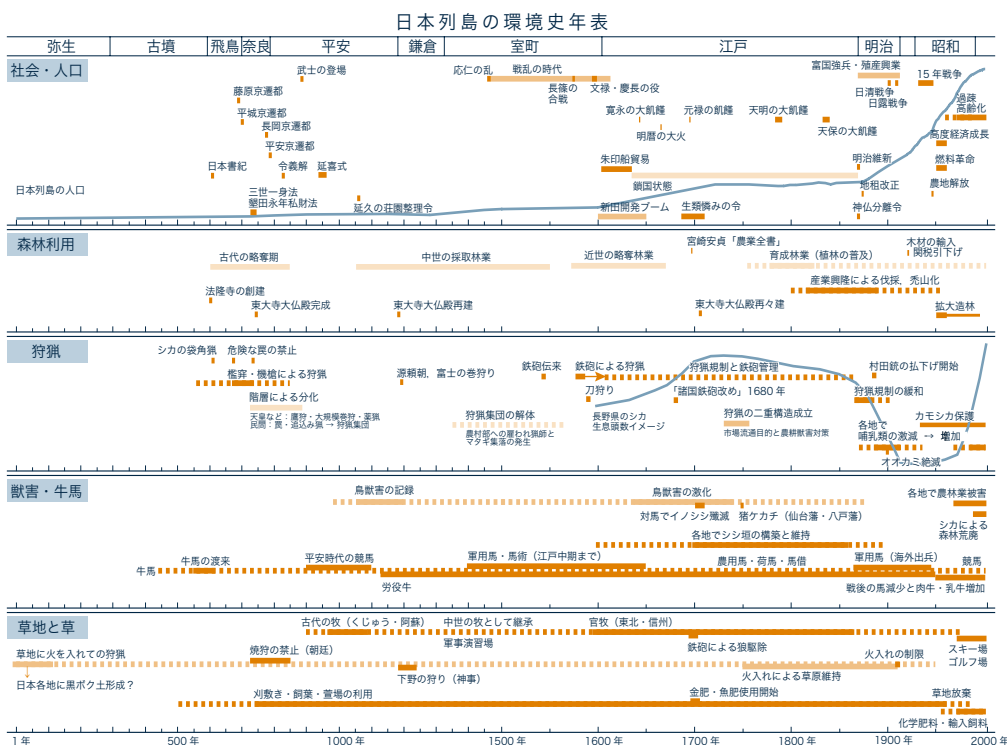 日本列島の環境史年表
弥生
古墳
飛鳥
奈良
平安
鎌倉
室町
江戸
明治
昭和
社会・人口
武士の登場
応仁の乱
戦乱の時代
富国強兵・殖産興業
15年戦争
藤原京遷都
長篠の
合戦
文禄・慶長の役
日清戦争
日露戦争
過疎
高齢化
平城京遷都
寛永の大飢饉
元禄の飢饉
天明の大飢饉
長岡京遷都
明暦の大火
天保の大飢饉
高度経済成長
平安京遷都
日本書紀
令義解
延喜式
朱印船貿易
明治維新
燃料革命
日本列島の人口
三世一身法
墾田永年私財法
鎖国状態
地租改正
農地解放
延久の荘園整理令
新田開発ブーム
生類憐みの令
神仏分離令
森林利用
宮崎安貞「農業全書」
木材の輸入
関税引下げ
古代の略奪期
中世の採取林業
近世の略奪林業
育成林業（植林の普及）
産業興隆による伐採，禿山化
法隆寺の創建
東大寺大仏殿完成
東大寺大仏殿再建
東大寺大仏殿再々建
拡大造林
狩猟
シカの袋角猟
危険な罠の禁止
檻穽・機槍による狩猟
源頼朝，富士の巻狩り
鉄砲伝来
鉄砲による狩猟
狩猟規制と鉄砲管理
村田銃の払下げ開始
刀狩り
「諸国鉄砲改め」1680年
狩猟規制の緩和
階層による分化
天皇など：鷹狩・大規模巻狩・薬猟
民間：罠・追込み猟 → 狩猟集団
狩猟集団の解体
農村部への雇われ猟師と
マタギ集落の発生
長野県のシカ
生息頭数イメージ
狩猟の二重構造成立
市場流通目的と農耕獣害対策
カモシカ保護
各地で
哺乳類の激減 → 増加
オオカミ絶滅
獣害・牛馬
鳥獣害の記録
鳥獣害の激化
各地で農林業被害
対馬でイノシシ殲滅
猪ケカチ（仙台藩・八戸藩）
シカによる
森林荒廃
各地でシシ垣の構築と維持
牛馬
牛馬の渡来
平安時代の競馬
軍用馬・馬術（江戸中期まで）
農用馬・荷馬・馬借
軍用馬（海外出兵）
競馬
労役牛
戦後の馬減少と肉牛・乳牛増加
草地と草
古代の牧（くじゅう・阿蘇）
中世の牧として継承
官牧（東北・信州）
軍事演習場
鉄砲による狼駆除
スキー場
ゴルフ場
草地に火を入れての狩猟
焼狩の禁止（朝廷）
火入れの制限
日本各地に黒ボク土形成？
下野の狩り（神事）
火入れによる草原維持
刈敷き・飼葉・萱場の利用
金肥・魚肥使用開始
草地放棄
化学肥料・輸入飼料
1年
500年
1000年
1500年
1600年
1700年
1800年
1900年
2000年